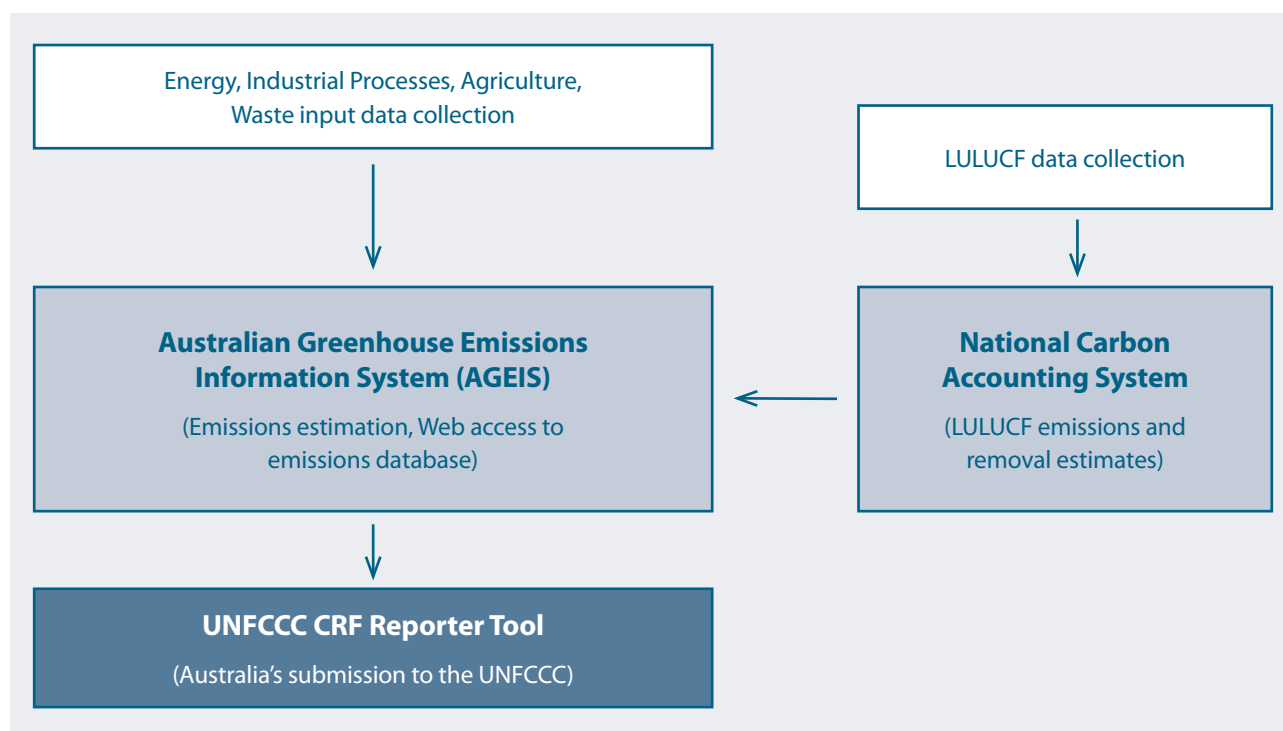 Energy, Industrial Processes, Agriculture,
Waste input data collection
LULUCF data collection
Australian Greenhouse Emissions
Information System (AGEIS)
(Emissions estimation, Web access to
emissions database)
National Carbon
Accounting System
(LULUCF emissions and
removal estimates)
UNFCCC CRF Reporter Tool
(Australia’s submission to the UNFCCC)